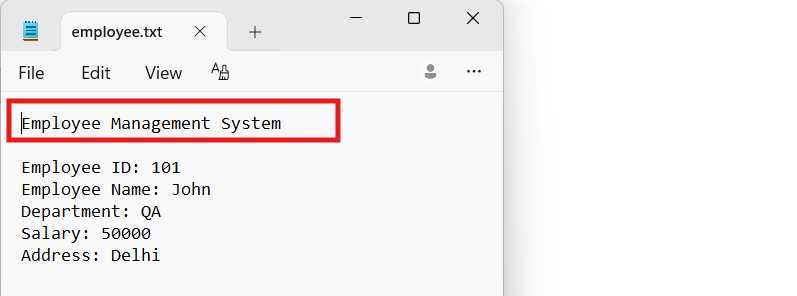 employee.txt
File Edit View
Employee Management System
Employee ID: 101
Employee Name: John
Department: QA
Salary: 50000
Address: Delhi